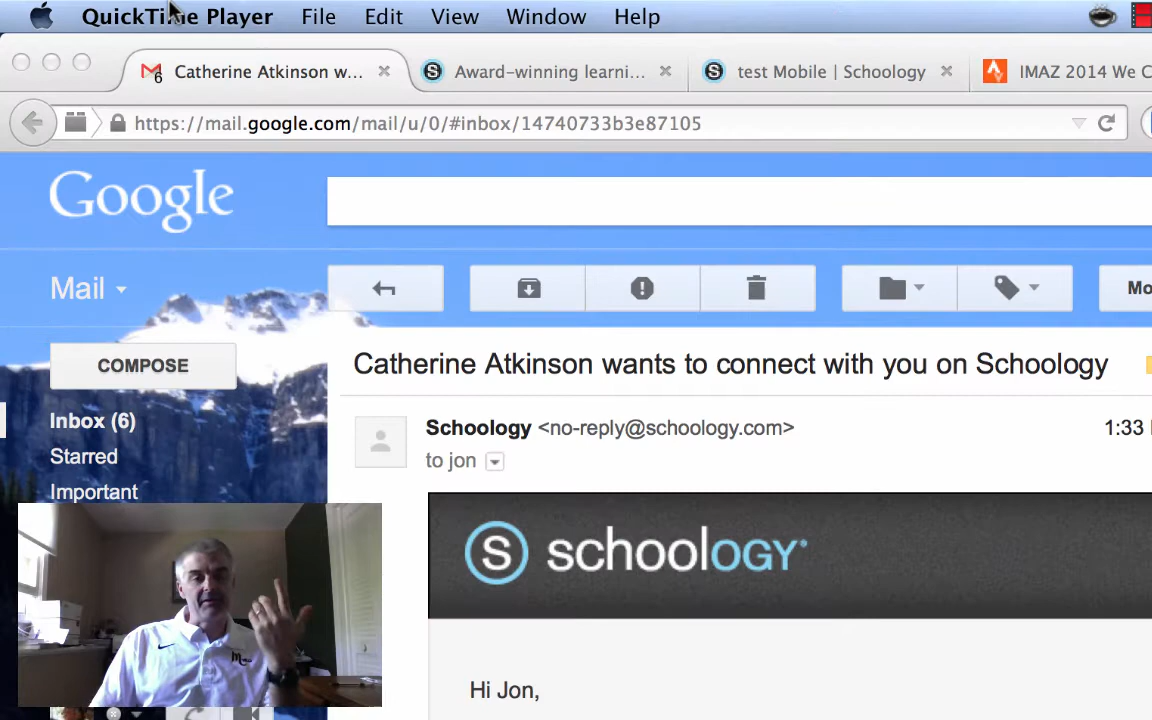 QuickTime Player File Edit View Window Help
Catherine Atkinson w... Award-winning learni... test Mobile | Schoology IMAZ 2014 We C
https://mail.google.com/mail/u/0/#inbox/14740733b3e87105
Google
Mail
Mo
COMPOSE
Catherine Atkinson wants to connect with you on Schoology
Inbox (6)
Schoology <no-reply@schoology.com> 1:33
Starred
to jon
Important
S schoology
Hi Jon,